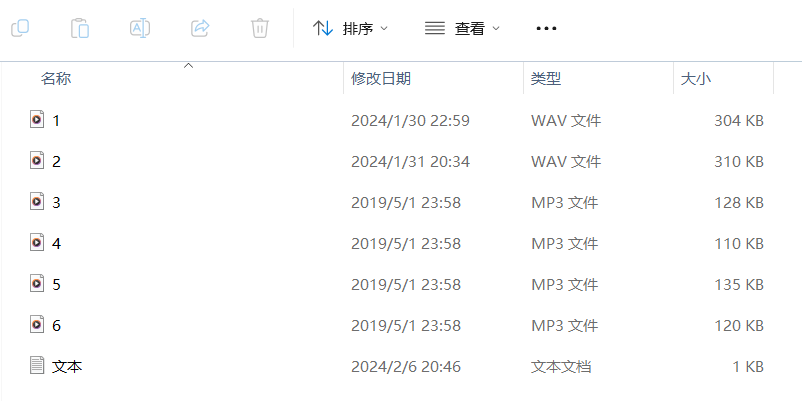 排序 查看
名称 修改日期 类型 大小
1 2024/1/30 22:59 WAV 文件 304 KB
2 2024/1/31 20:34 WAV 文件 310 KB
3 2019/5/1 23:58 MP3 文件 128 KB
4 2019/5/1 23:58 MP3 文件 110 KB
5 2019/5/1 23:58 MP3 文件 135 KB
6 2019/5/1 23:58 MP3 文件 120 KB
文本 2024/2/6 20:46 文本文档 1 KB